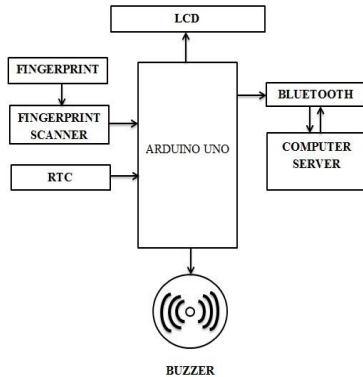 LCD
FINGERPRINT
FINGERPRINT
SCANNER
RTC
ARDUINO UNO
BLUETOOTH
COMPUTER
SERVER
BUZZER